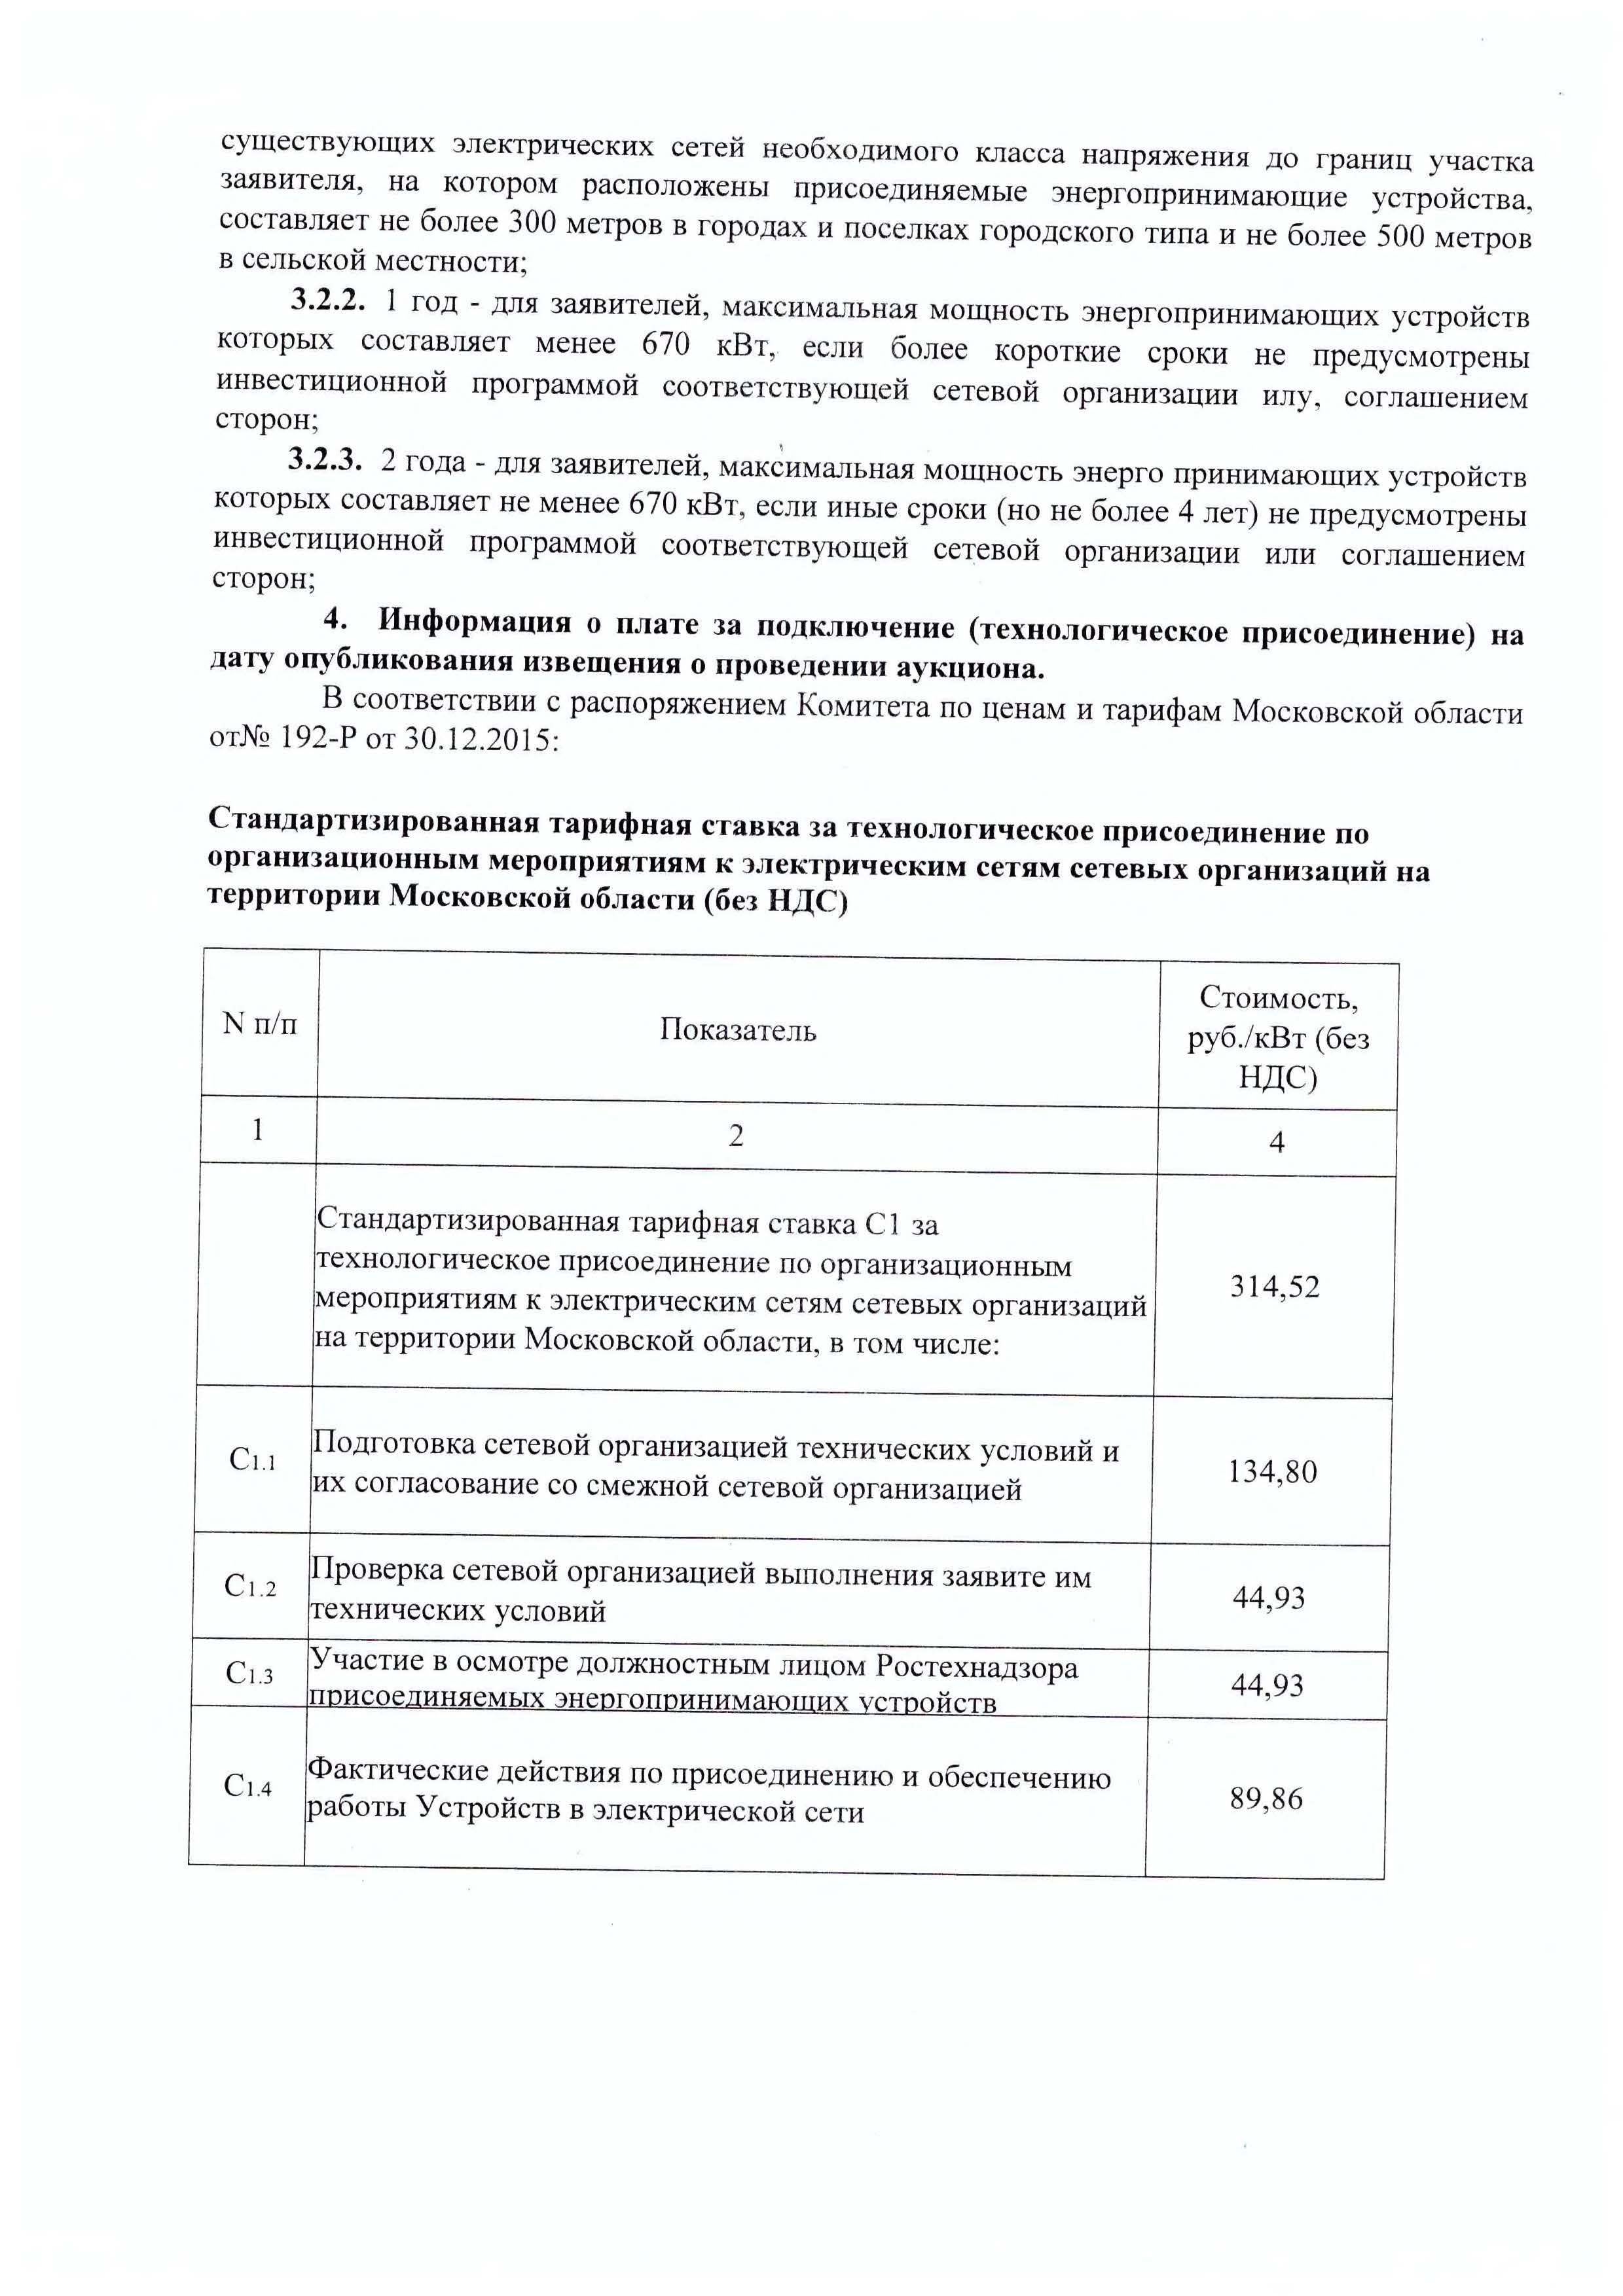 существующих электрических сетей необходимого класса напряжения до границ участка
заявителя, на котором расположены присоединяемые энергопринимающие устройства,
составляет не более 300 метров в городах и поселках городского типа и не более 500 метров
в сельской местности;
3.2.2. 1 год - для заявителей, максимальная мощность энергопринимающих устройств
которых составляет менее 670 кВт, если более короткие сроки не предусмотрены
инвестиционной программой соответствующей сетевой организации илу, соглашением
сторон;
3.2.3. 2 года - для заявителей, максимальная мощность энерго принимающих устройств
которых составляет не менее 670 кВт, если иные сроки (но не более 4 лет) не предусмотрены
инвестиционной программой соответствующей сетевой организации или соглашением
сторон;
4. Информация о плате за подключение (технологическое присоединение) на
дату опубликования извещения о проведении аукциона.
В соответствии с распоряжением Комитета по ценам и тарифам Московской области
от№ 192-Р от 30.12.2015:
Стандартизированная тарифная ставка за технологическое присоединение по
организационным мероприятиям к электрическим сетям сетевых организаций на
территории Московской области (без НДС)
N п/п
Показатель
Стоимость,
руб./кВт (без
НДС)
1
2
4
Стандартизированная тарифная ставка С1 за
технологическое присоединение по организационным
мероприятиям к электрическим сетям сетевых организаций
на территории Московской области, в том числе:
314,52
С1.1
Подготовка сетевой организацией технических условий и
их согласование со смежной сетевой организацией
134,80
С1.2
Проверка сетевой организацией выполнения заявите им
технических условий
44,93
С1.3
Участие в осмотре должностным лицом Ростехнадзора
присоединяемых энергопринимающих устройств
44,93
С1.4
Фактические действия по присоединению и обеспечению
работы Устройств в электрической сети
89,86